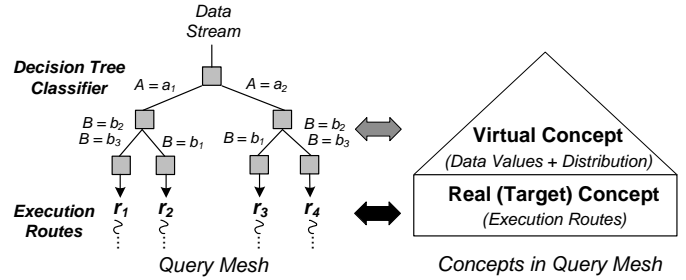 Data
Stream
Decision Tree
Classifier
A = a1
A = a2
B = b2
B = b3
B = b1
B = b1
B = b2
B = b3
Execution
Routes
r1
r2
r3
r4
Query Mesh
Virtual Concept
(Data Values + Distribution)
Real (Target) Concept
(Execution Routes)
Concepts in Query Mesh